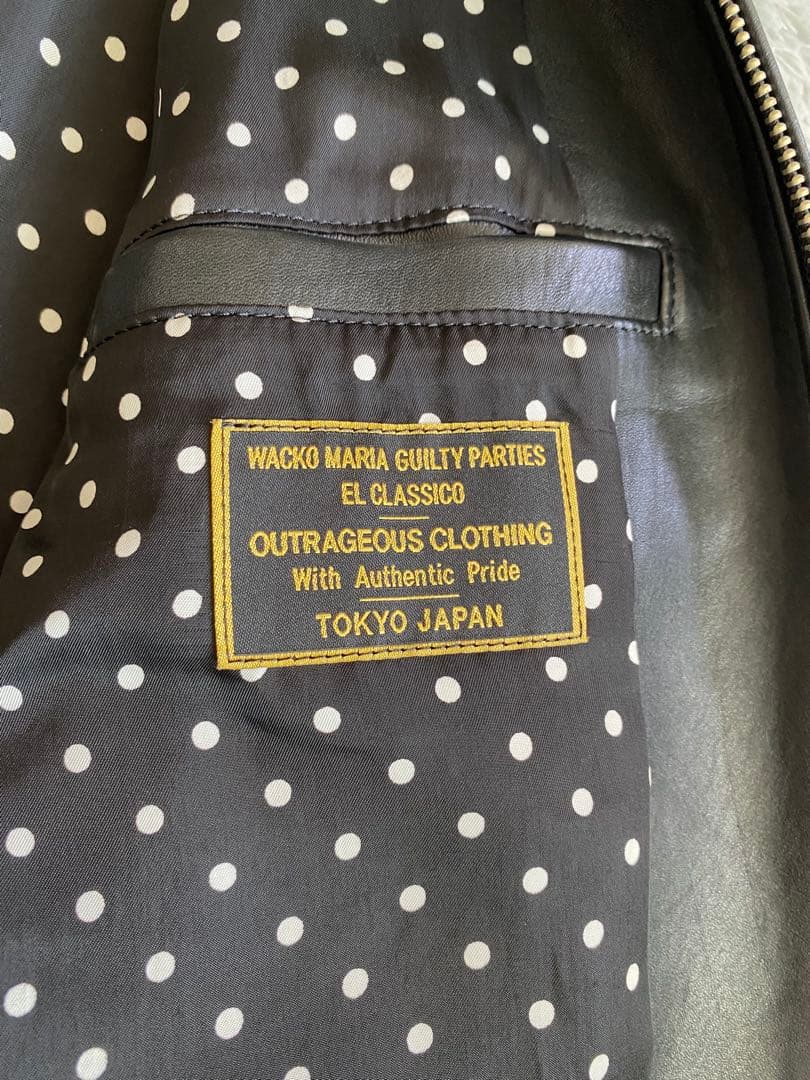 WACKO MARIA GUILTY PARTIES
EL CLASSICO
OUTRAGEOUS CLOTHING
With Authentic Pride
TOKYO JAPAN